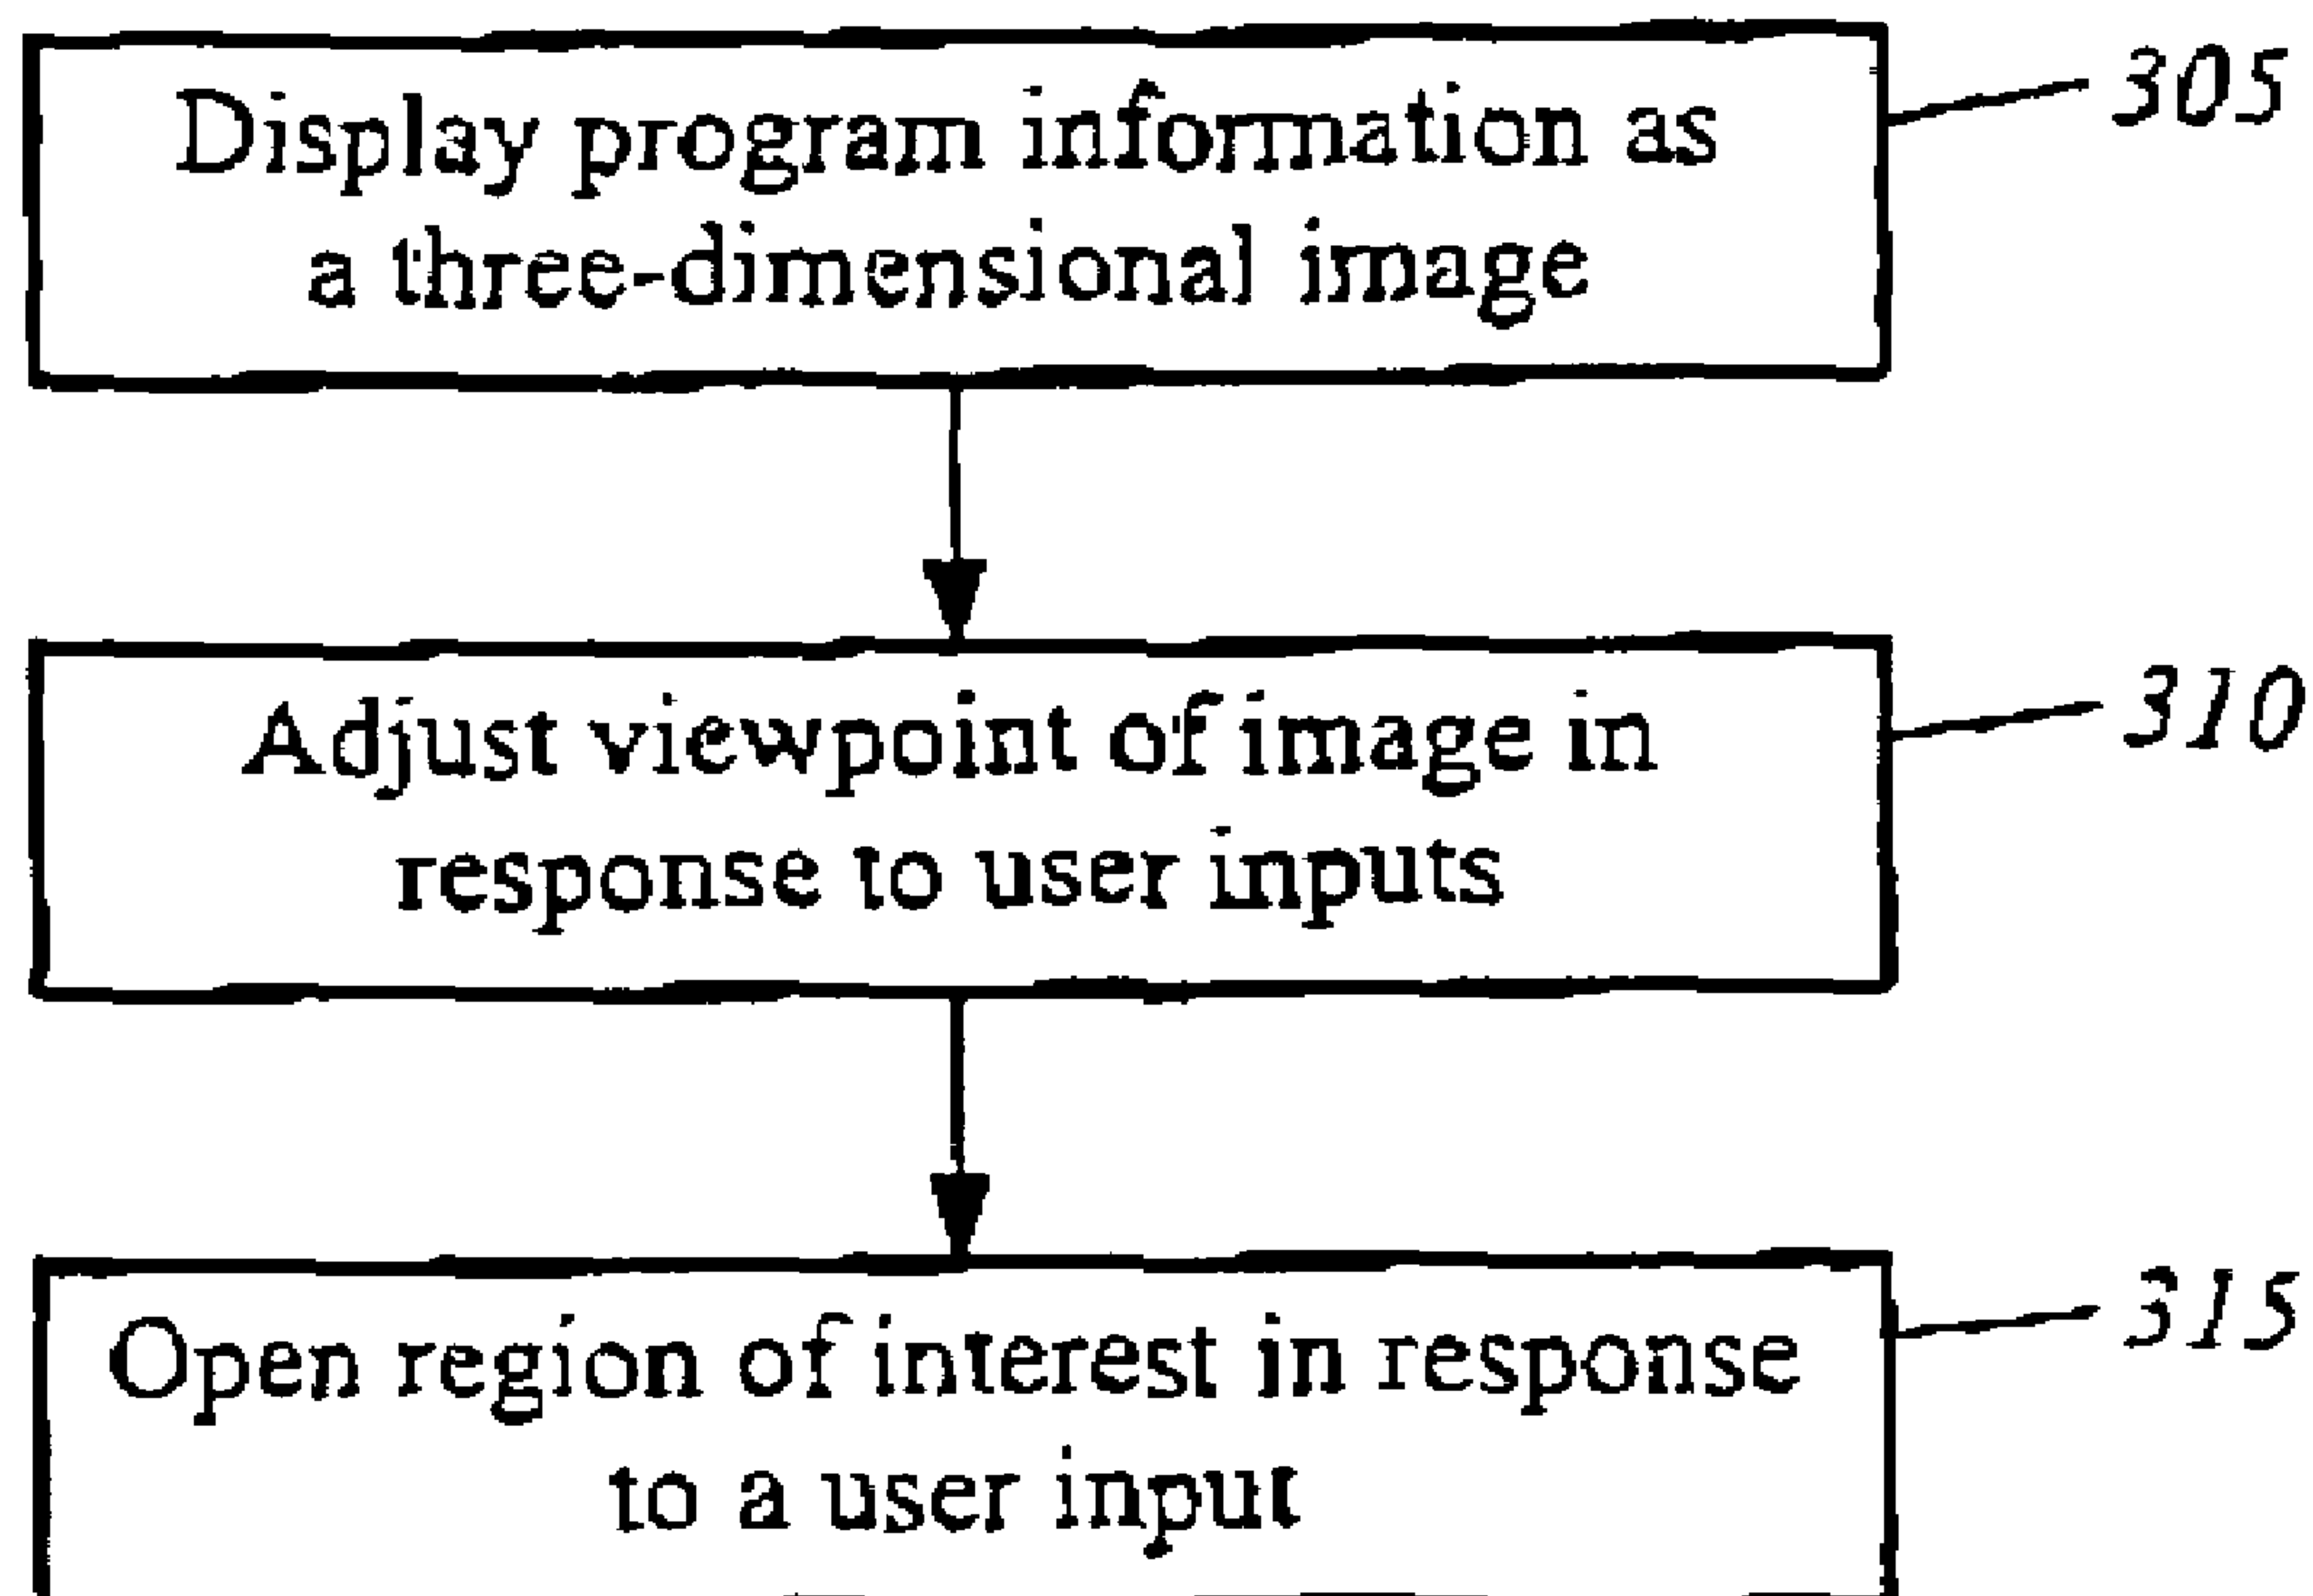 Display program information as
a three-dimensional image
305
Adjust viewpoint of image in
response to user inputs
310
Open region of interest in response
to a user input
315